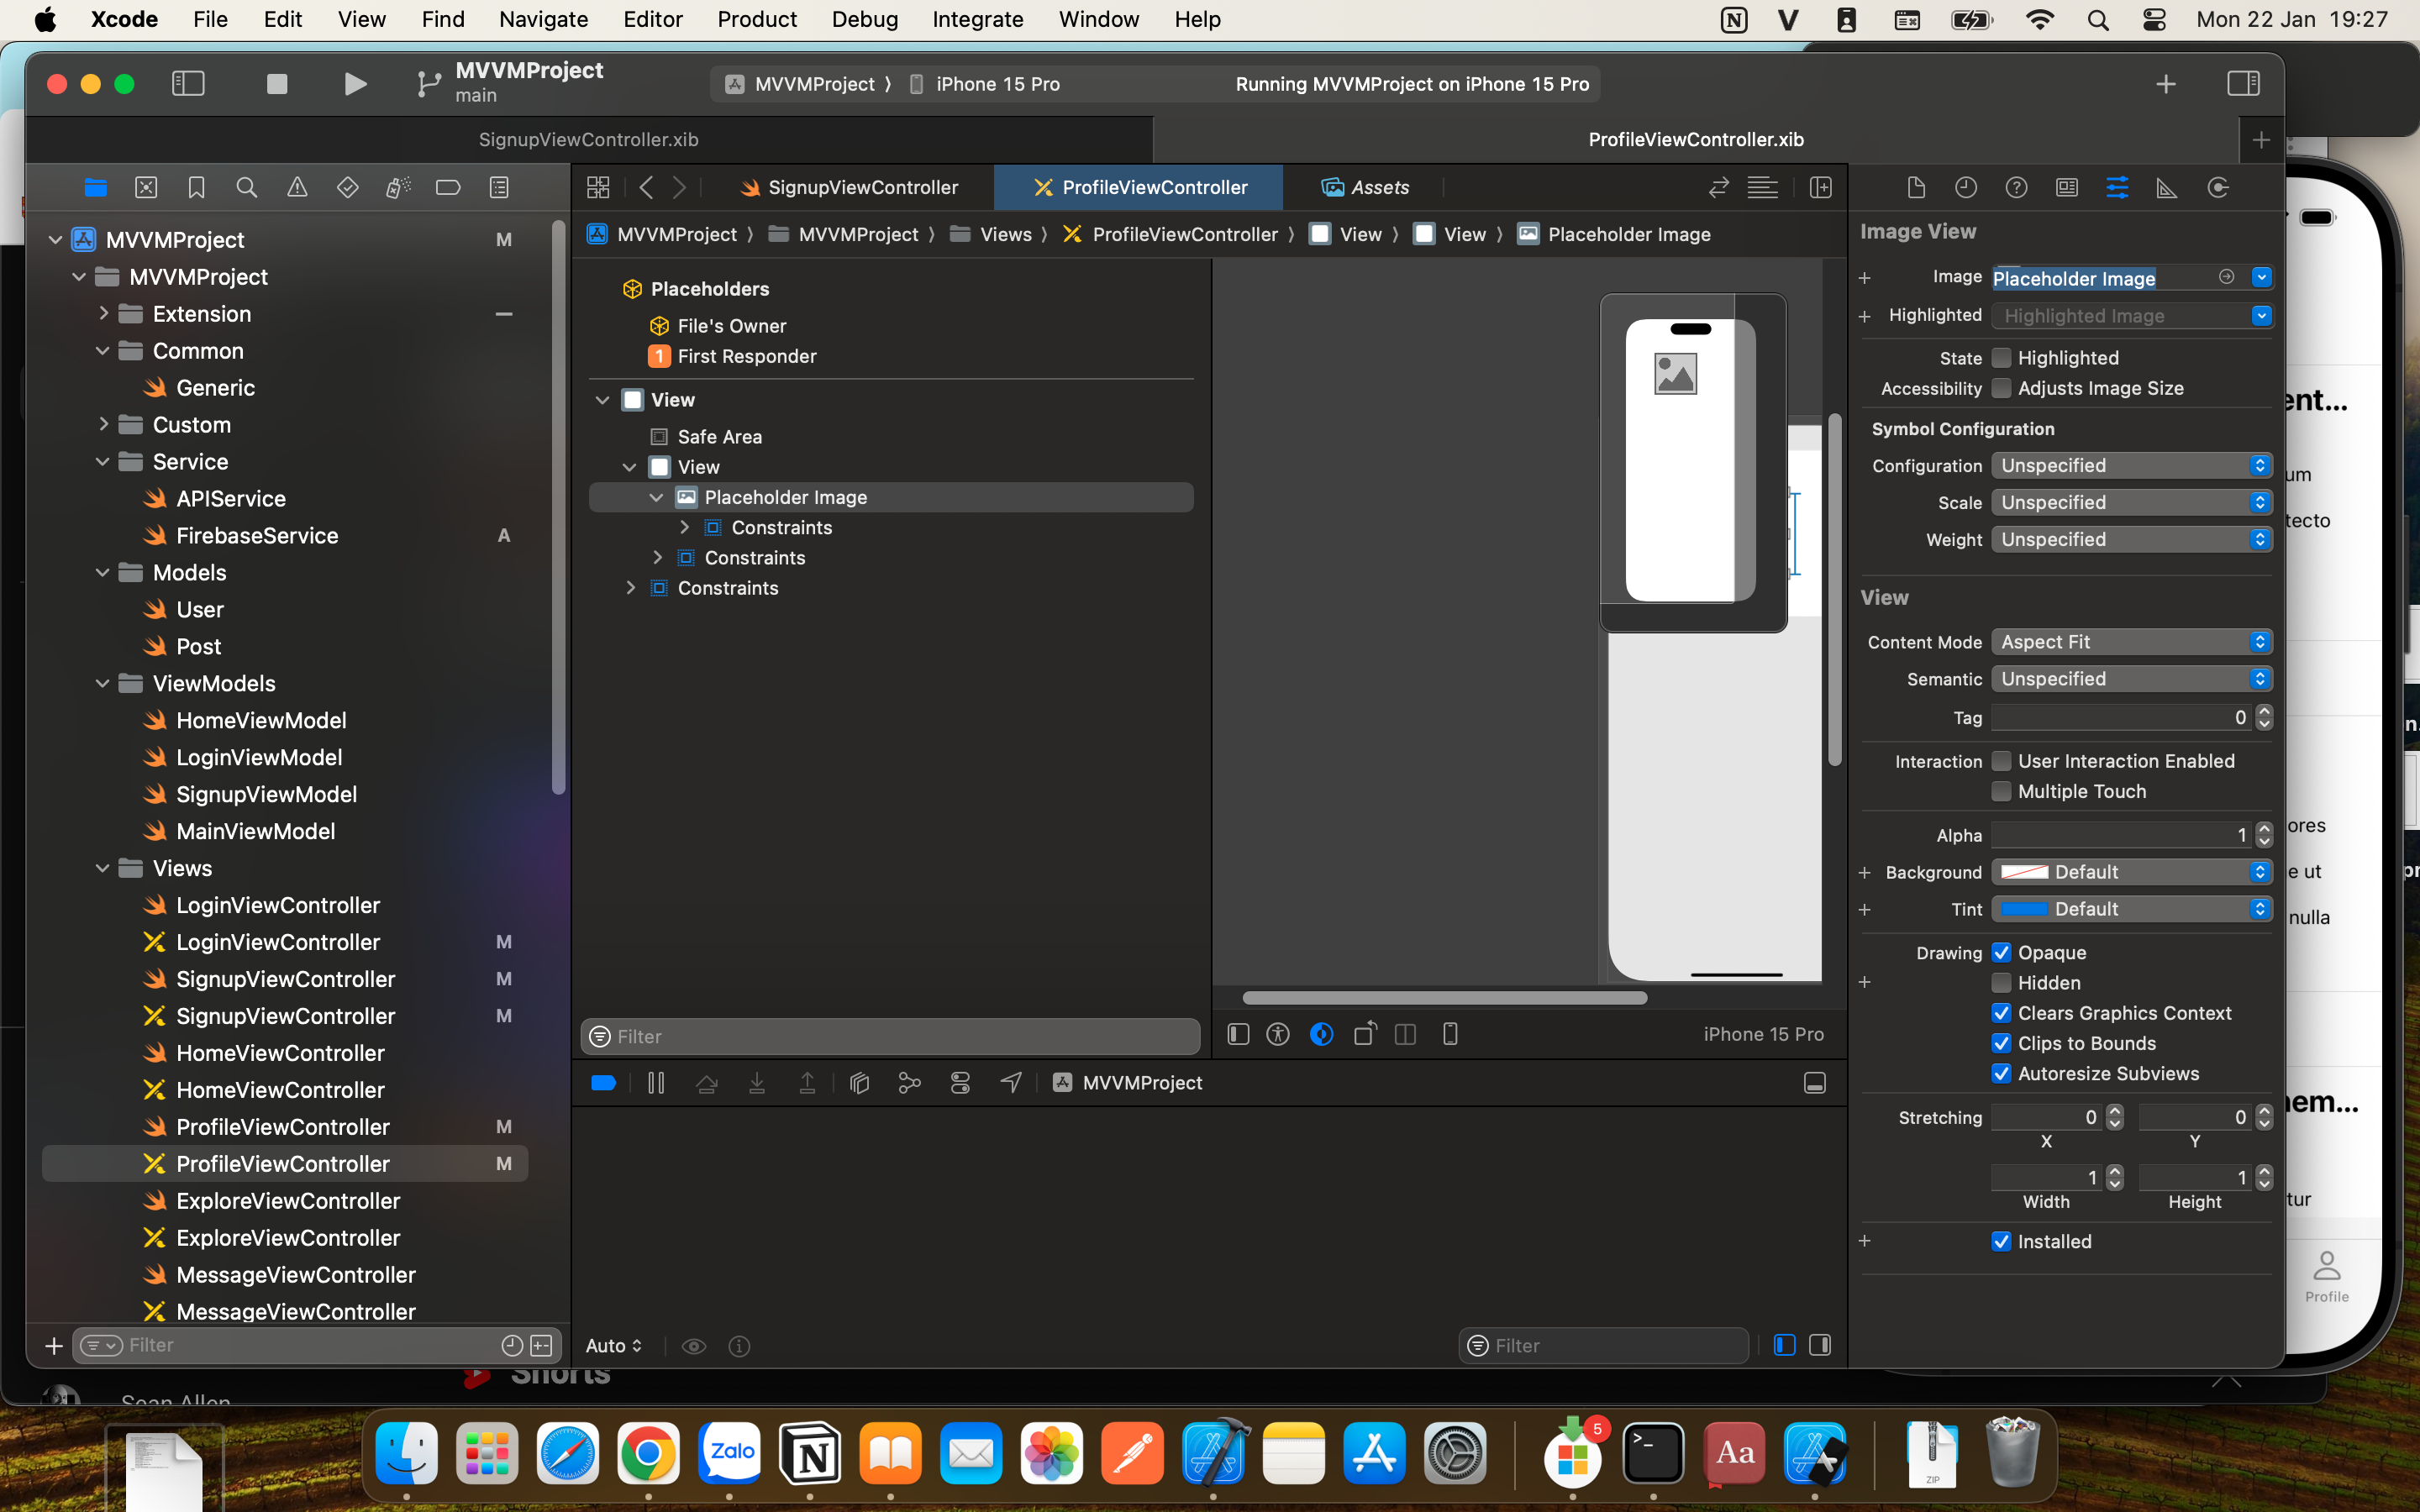 Xcode File Edit View Find Navigate Editor Product Debug Integrate Window Help
Mon 22 Jan 19:27
MVVMProject
main
MVVMProject iPhone 15 Pro
Running MVVMProject on iPhone 15 Pro
SignupViewController.xib
ProfileViewController.xib
SignupViewController
ProfileViewController
Assets
MVVMProject
MVVMProject
Views
ProfileViewController
View
View
Placeholder Image
MVVMProject M
MVVMProject
Extension
Common
Generic
Custom
Service
APIService
FirebaseService A
Models
User
Post
ViewModels
HomeViewModel
LoginViewModel
SignupViewModel
MainViewModel
Views
LoginViewController
LoginViewController M
SignupViewController M
SignupViewController M
HomeViewController
HomeViewController
ProfileViewController M
ProfileViewController M
ExploreViewController
ExploreViewController
MessageViewController
MessageViewController
Filter
Placeholders
File's Owner
1 First Responder
View
Safe Area
View
Placeholder Image
Constraints
Constraints
Constraints
Filter
iPhone 15 Pro
MVVMProject
Auto
Filter
Image View
Image Placeholder Image
Highlighted Highlighted Image
State Highlighted
Accessibility Adjusts Image Size
Symbol Configuration
Configuration Unspecified
Scale Unspecified
Weight Unspecified
View
Content Mode Aspect Fit
Semantic Unspecified
Tag 0
Interaction User Interaction Enabled
Multiple Touch
Alpha 1
Background Default
Tint Default
Drawing Opaque
Hidden
Clears Graphics Context
Clips to Bounds
Autoresize Subviews
Stretching 0 0
X Y
1 1
Width Height
Installed
ent...
um
tecto
ores
e ut
nulla
em...
tur
Profile
Shorts
Sean Allen
Zalo
5
Aa
ZIP